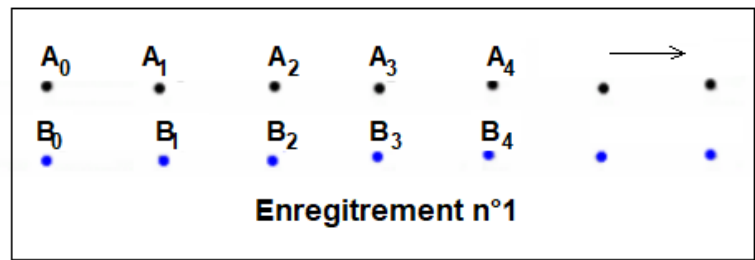 A₀ A₁ A₂ A₃ A₄
B₀ B₁ B₂ B₃ B₄
Enregitrement n°1